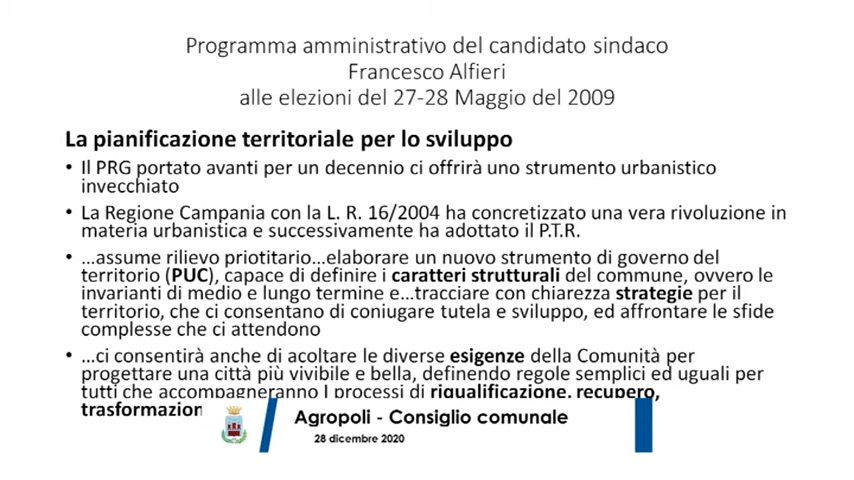 Programma amministrativo del candidato sindaco
Francesco Alfieri
alle elezioni del 27-28 Maggio del 2009
La pianificazione territoriale per lo sviluppo
• Il PRG portato avanti per un decennio ci offrirà uno strumento urbanistico
invecchiato
• La Regione Campania con la L. R. 16/2004 ha concretizzato una vera rivoluzione in
materia urbanistica e successivamente ha adottato il P.T.R.
• …assume rilievo priotitario…elaborare un nuovo strumento di governo del
territorio (PUC), capace di definire i caratteri strutturali del commune, ovvero le
invarianti di medio e lungo termine e…tracciare con chiarezza strategie per il
territorio, che ci consentano di coniugare tutela e sviluppo, ed affrontare le sfide
complesse che ci attendono
• …ci consentirà anche di acoltare le diverse esigenze della Comunità per
progettare una città più vivibile e bella, definendo regole semplici ed uguali per
tutti che accompagneranno I processi di riqualificazione, recupero,
trasformazion
Agropoli - Consiglio comunale
28 dicembre 2020